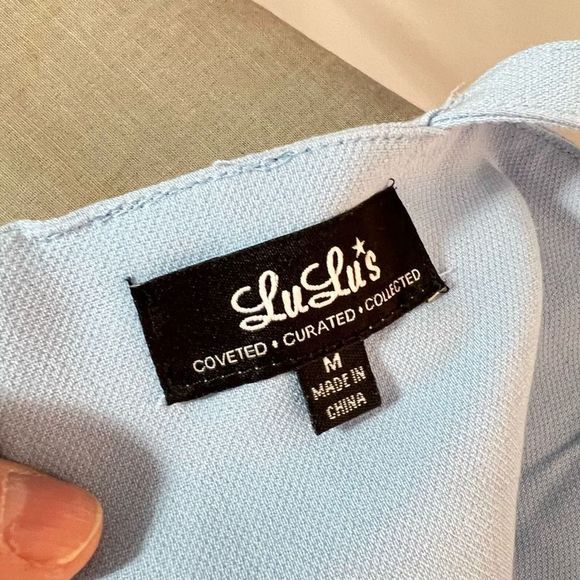 LuLu's
COVETED • CURATED • COLLECTED
M
MADE IN
CHINA